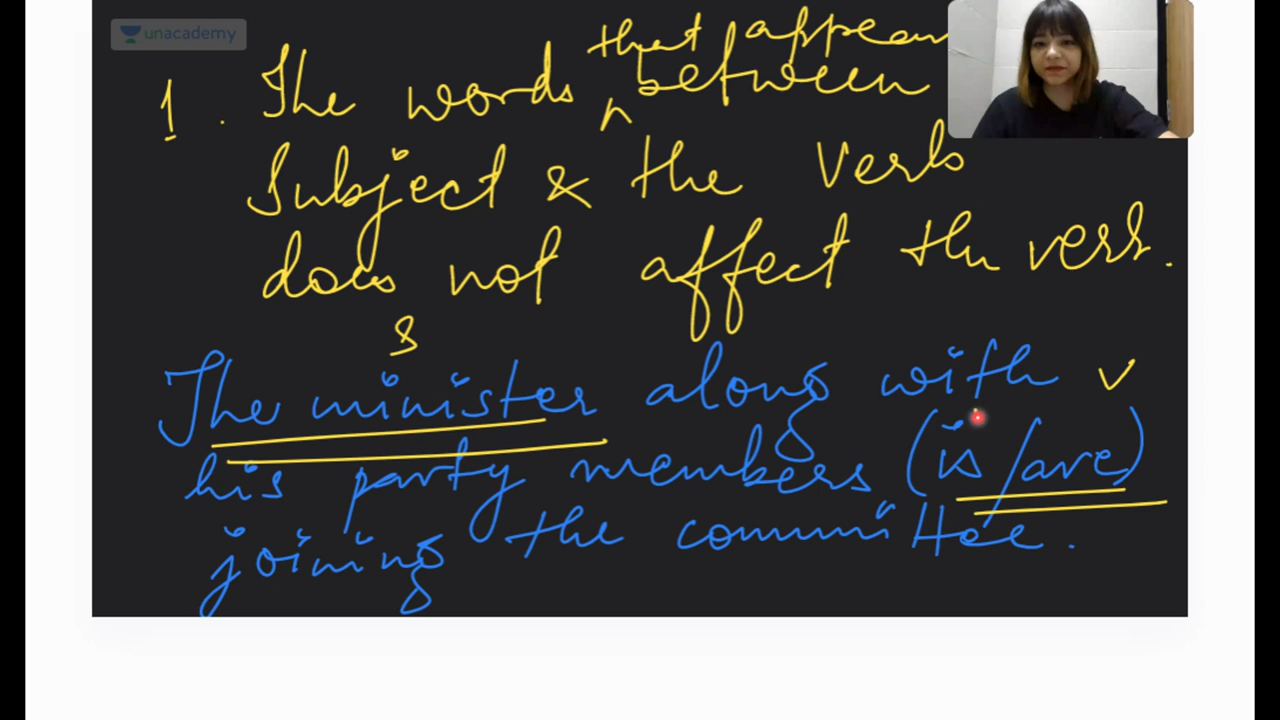 unacademy
that appear
1. The words ^ between
Subject & the Verb
does not affect the verb.
S
The minister along with V
his party members (is/are)
joining the committee.